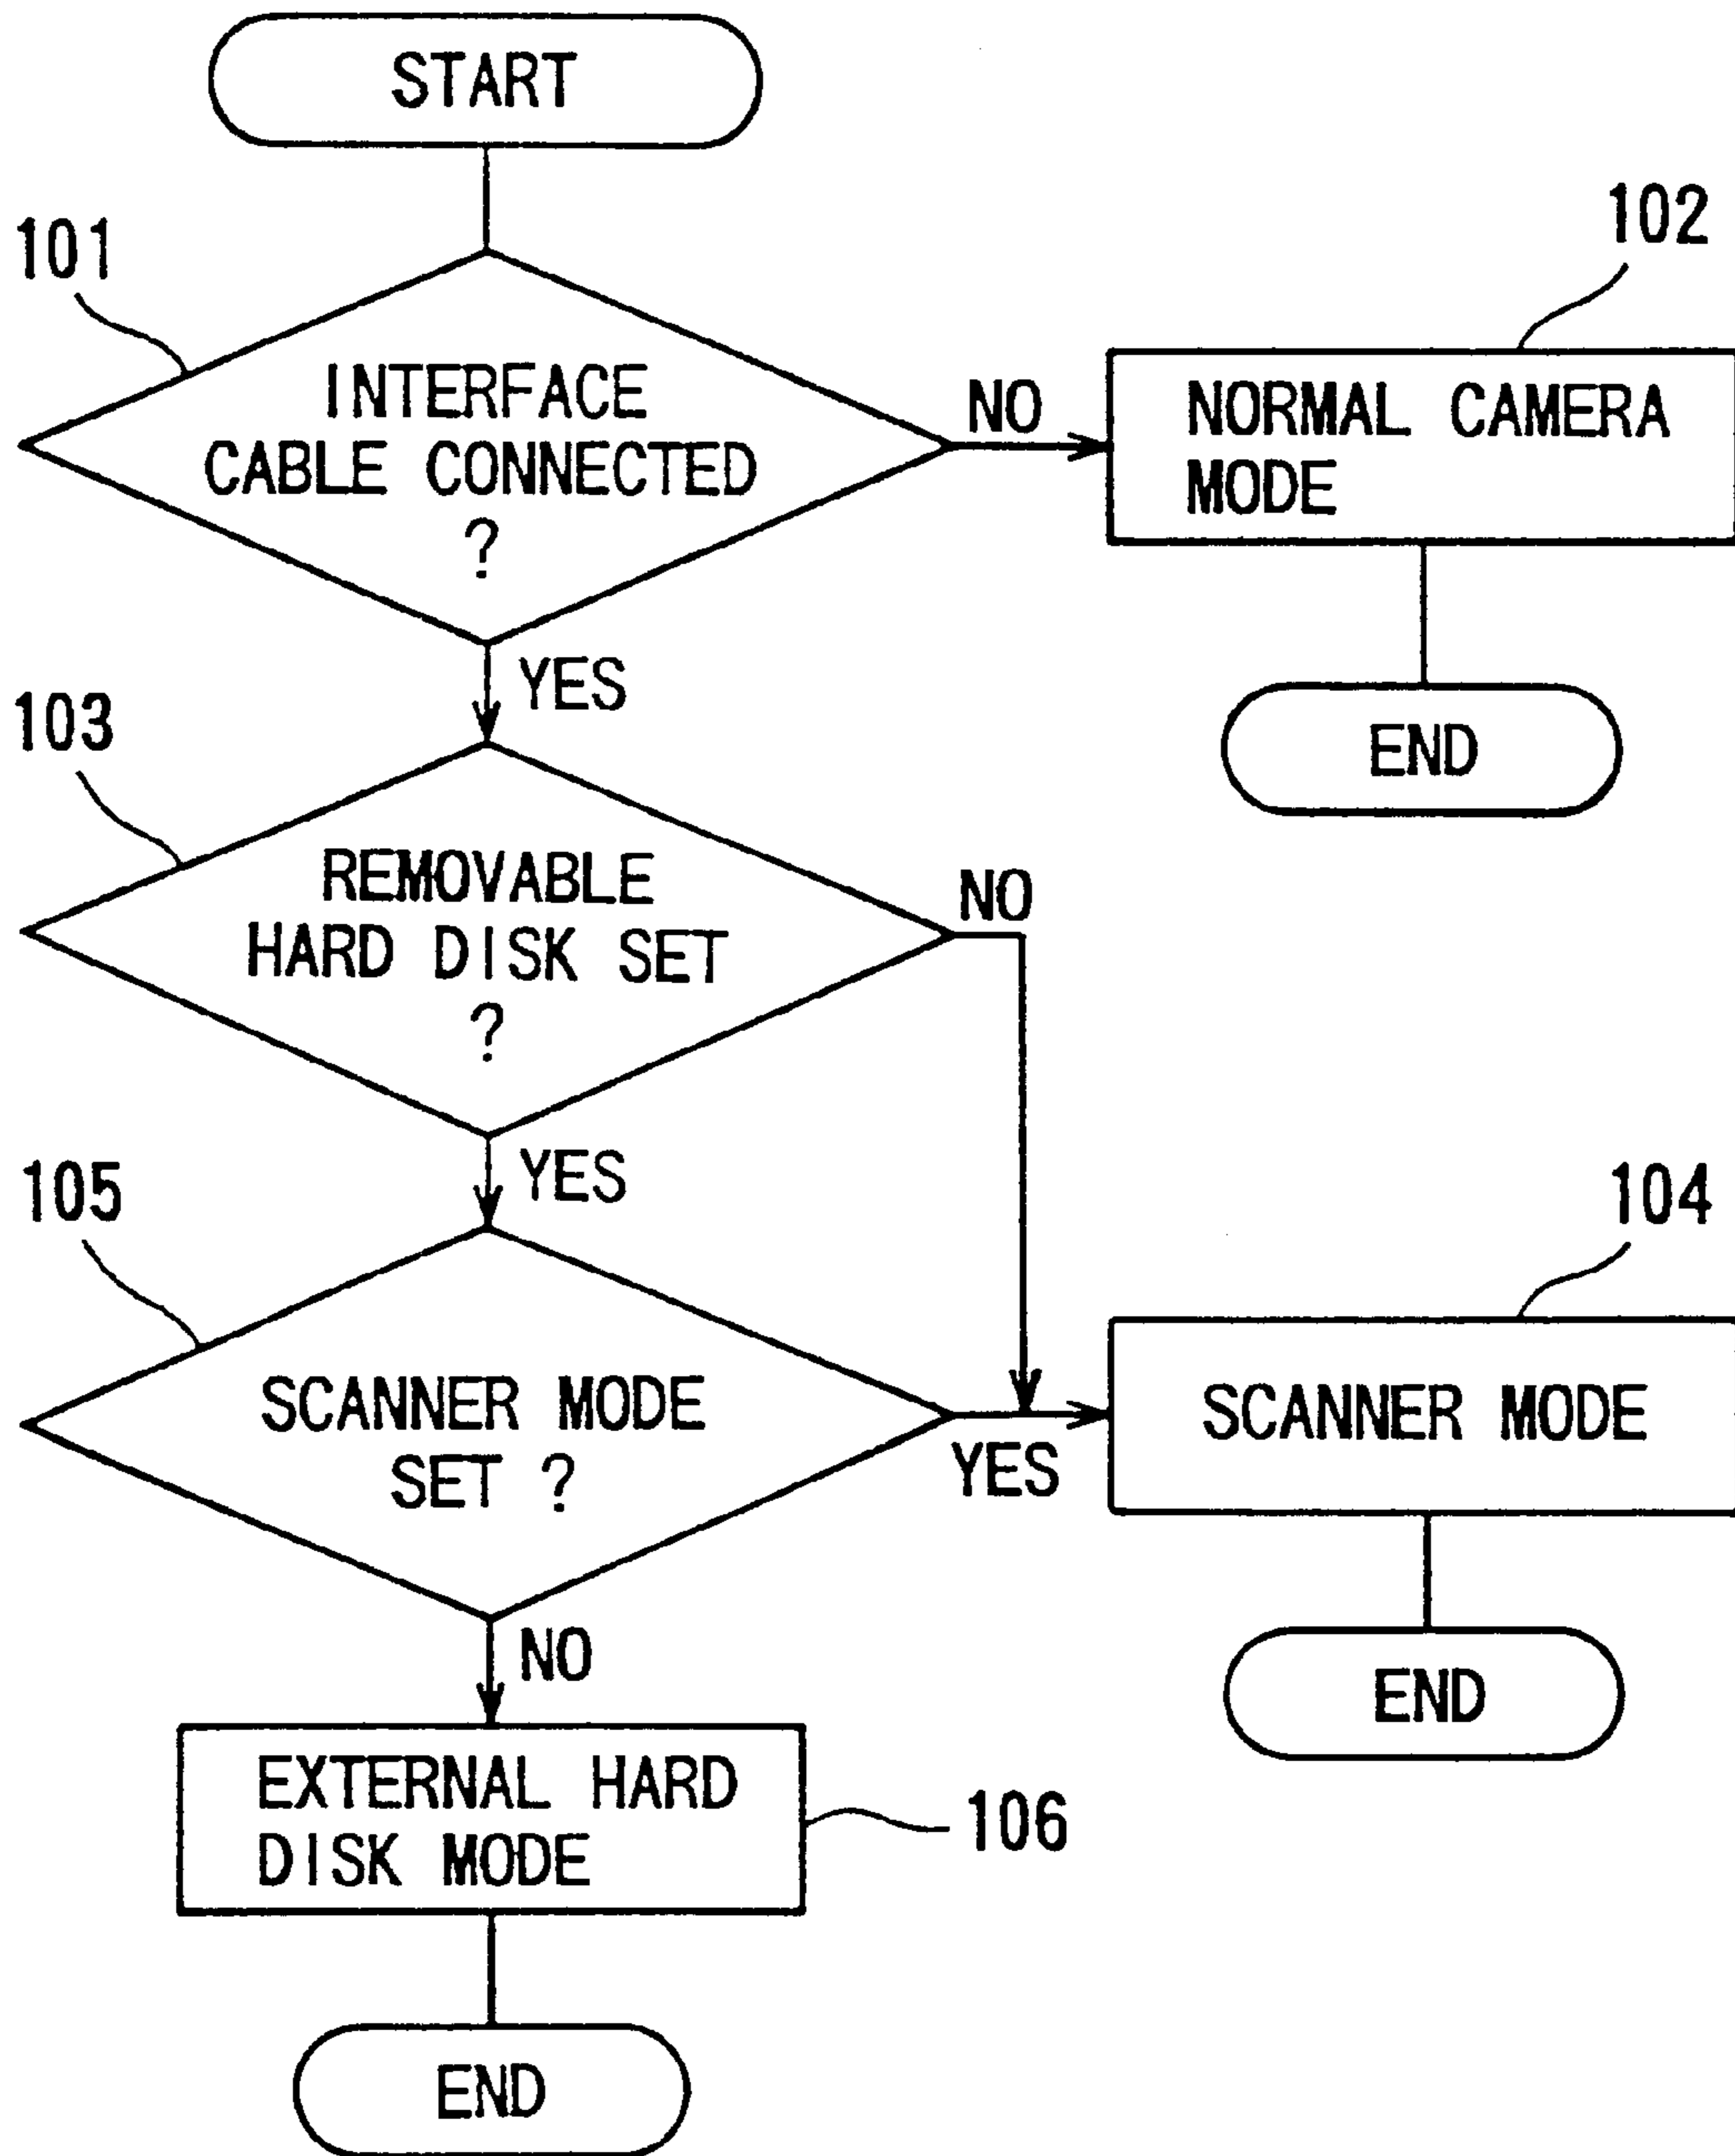 START
101
102
INTERFACE
CABLE CONNECTED
?
NO
NORMAL CAMERA
MODE
YES
END
103
REMOVABLE
HARD DISK SET
?
NO
YES
105
104
SCANNER MODE
SET ?
YES
SCANNER MODE
NO
END
EXTERNAL HARD
DISK MODE
106
END